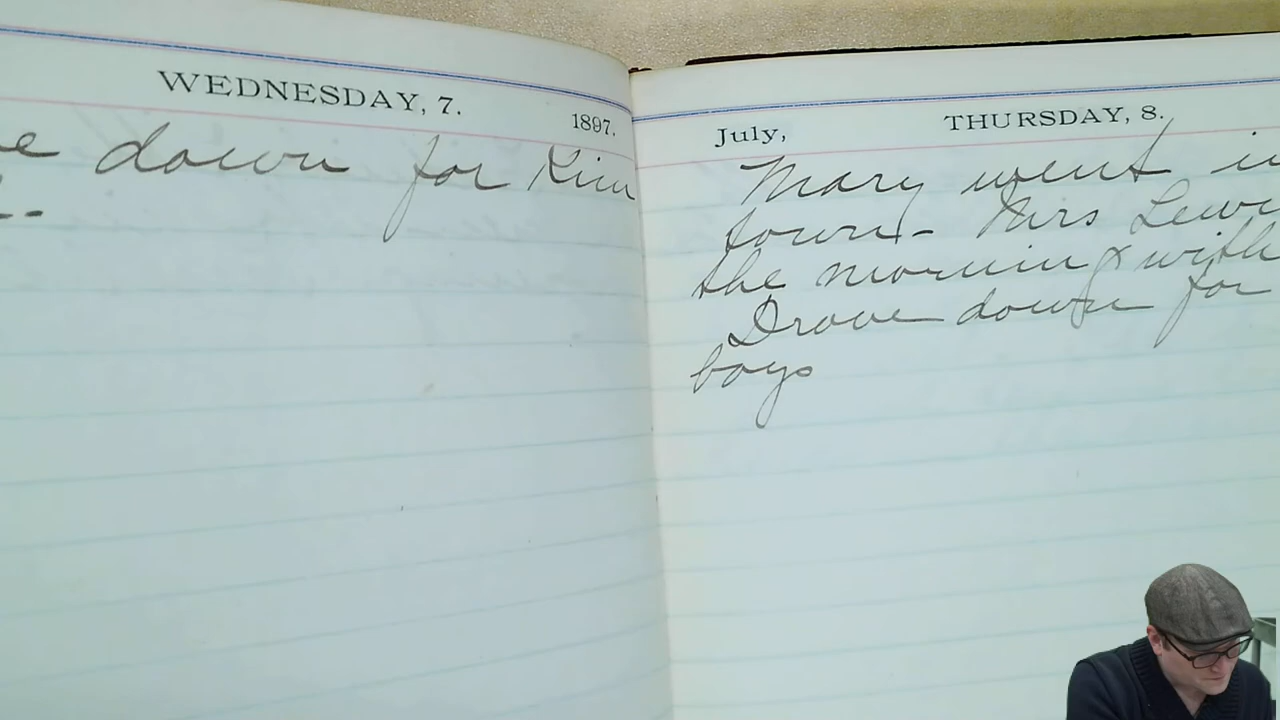 WEDNESDAY, 7.
1897.
down for Kim
--
July,
THURSDAY, 8.
Mary went
town - Mrs
the morning & with
Drove down for
boys